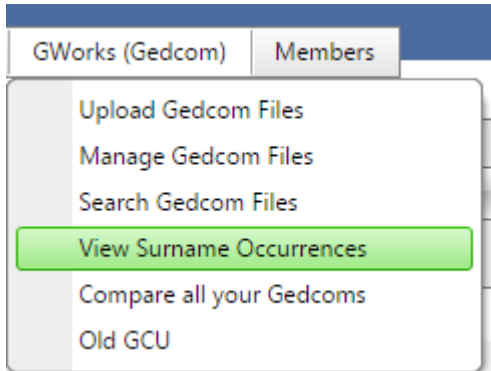 GWorks (Gedcom) Members
Upload Gedcom Files
Manage Gedcom Files
Search Gedcom Files
View Surname Occurrences
Compare all your Gedcoms
Old GCU